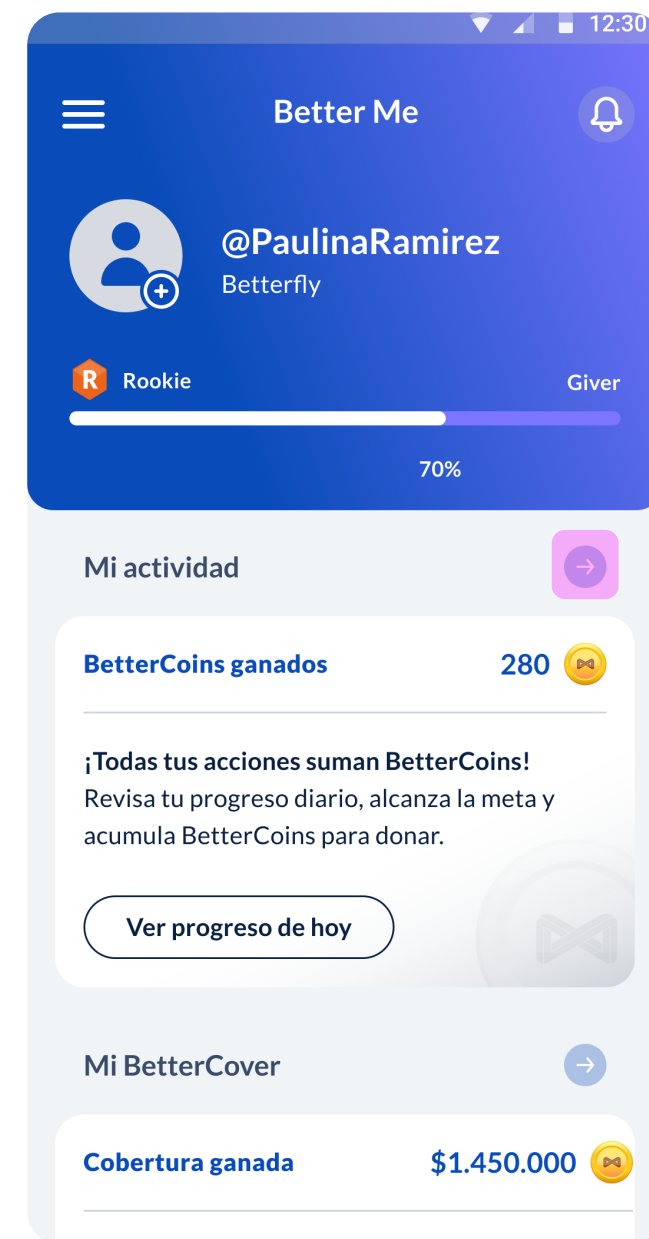 12:30
Better Me
@PaulinaRamirez
Betterfly
R Rookie
Giver
70%
Mi actividad
BetterCoins ganados
280
¡Todas tus acciones suman BetterCoins!
Revisa tu progreso diario, alcanza la meta y
acumula BetterCoins para donar.
Ver progreso de hoy
Mi BetterCover
Cobertura ganada
$1.450.000